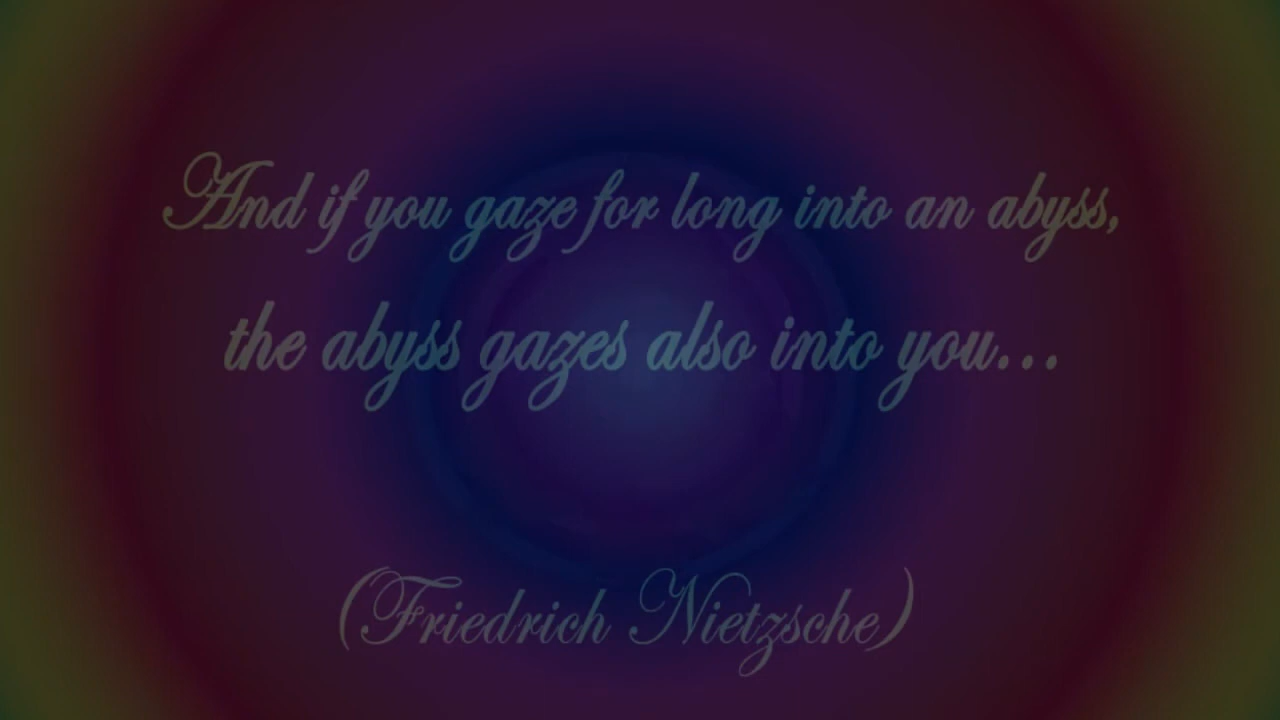 And if you gaze for long into an abyss,
the abyss gazes also into you...
(Friedrich Nietzsche)